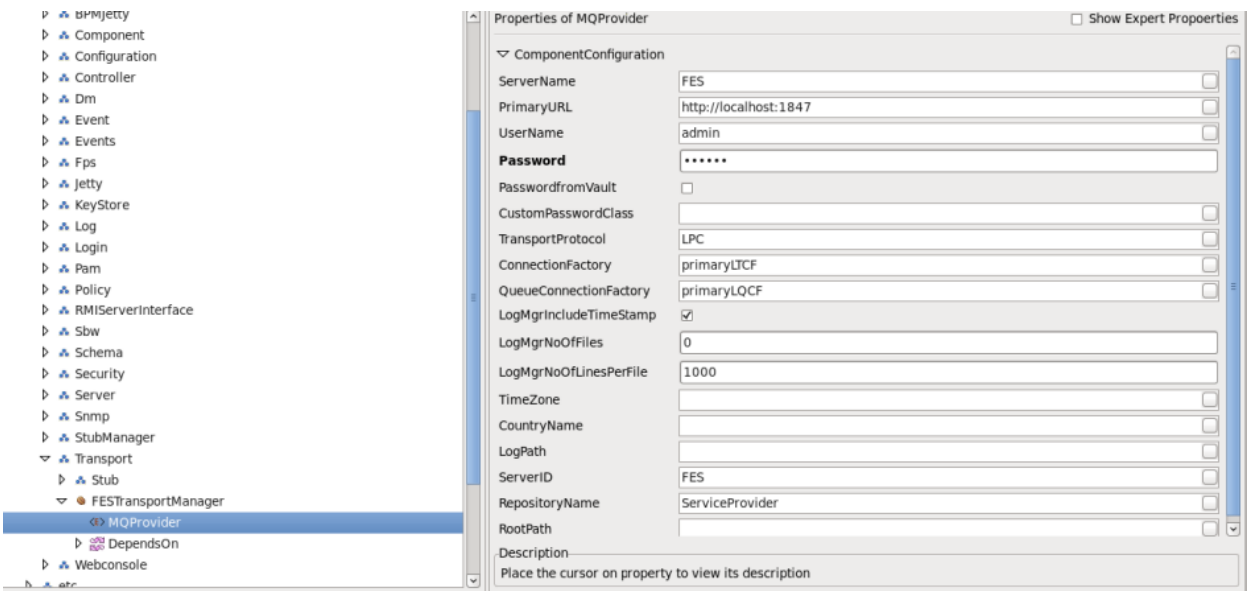 BPMJetty
Component
Configuration
Controller
Dm
Event
Events
Fps
Jetty
KeyStore
Log
Login
Pam
Policy
RMIServerInterface
Sbw
Schema
Security
Server
Snmp
StubManager
Transport
Stub
FESTransportManager
MQProvider
DependsOn
Webconsole
etc
Properties of MQProvider
Show Expert Propoerties
ComponentConfiguration
ServerName FES
PrimaryURL http://localhost:1847
UserName admin
Password ••••••
PasswordfromVault
CustomPasswordClass
TransportProtocol LPC
ConnectionFactory primaryLTCF
QueueConnectionFactory primaryLQCF
LogMgrIncludeTimeStamp
LogMgrNoOfFiles 0
LogMgrNoOfLinesPerFile 1000
TimeZone
CountryName
LogPath
ServerID FES
RepositoryName ServiceProvider
RootPath
Description
Place the cursor on property to view its description